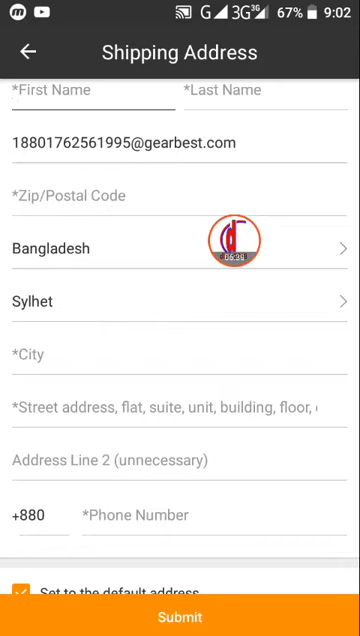 G 3G 3G 67% 9:02
Shipping Address
*First Name *Last Name
18801762561995@gearbest.com
*Zip/Postal Code
Bangladesh
Sylhet
*City
*Street address, flat, suite, unit, building, floor,
Address Line 2 (unnecessary)
+880 *Phone Number
Set to the default address
Submit